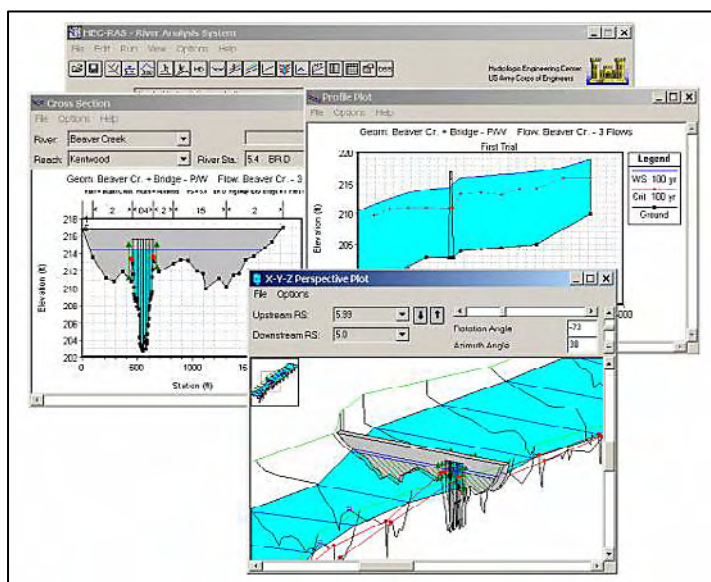 HEC-RAS - River Analysis System
File Edit Run View Options Help
Hydrologic Engineering Center
US Army Corps of Engineers
Cross Section
File Options Help
River: Beaver Creek
Reach: Kentwood River Sta.: 5.4 BR D
Geom: Beaver Cr. + Bridge - P/W Flow: Beaver Cr. - 3
.04
2
15
2
218
216
214
212
210
208
206
204
202
Elevation (ft)
0
500
1000
Station (ft)
Profile Plot
File Options Help
Geom: Beaver Cr. + Bridge - P/W Flow: Beaver Cr. - 3 Flows
First Trial
220
215
210
205
Elevation (ft)
Legend
WS 100 yr
Crit 100 yr
Ground
X-Y-Z Perspective Plot
File Options
Upstream RS: 5.99
Downstream RS: 5.0
Rotation Angle -73
Azimuth Angle 38